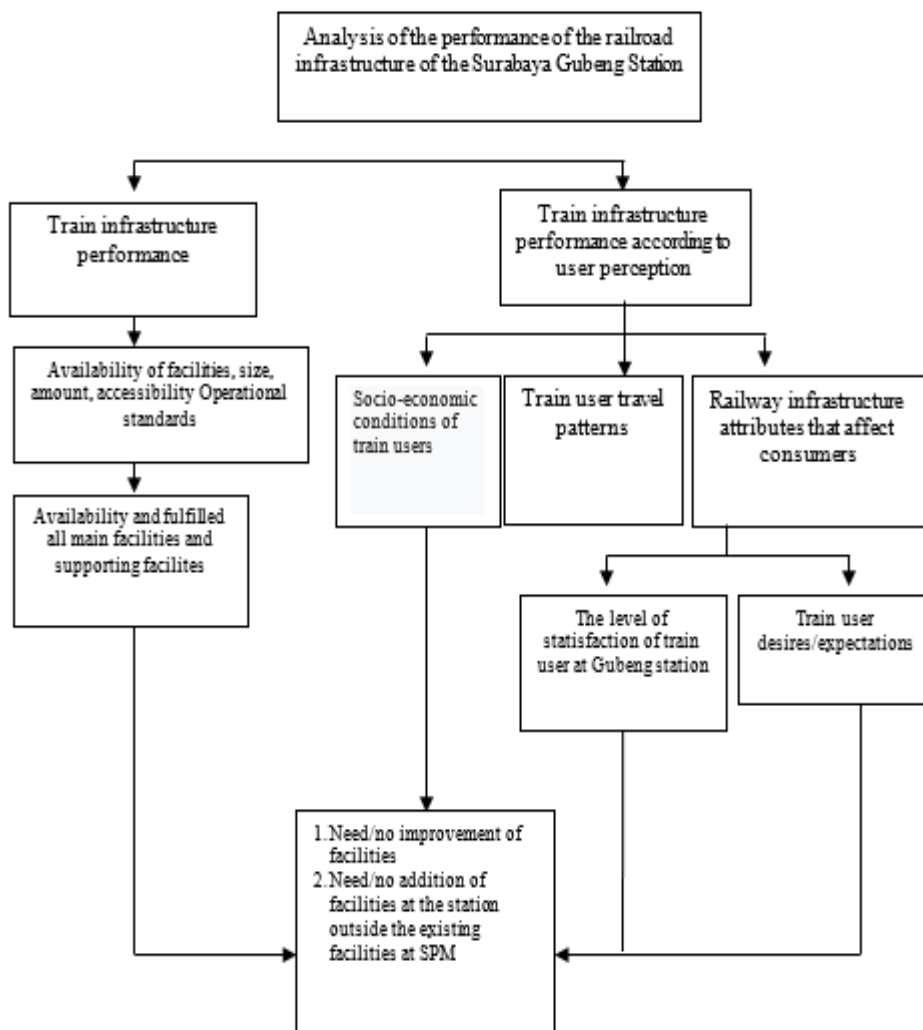 Analysis of the performance of the railroad
infrastructure of the Surabaya Gubeng Station
Train infrastructure
performance
Train infrastructure
performance according to
user perception
Availability of facilities, size,
amount, accessibility Operational
standards
Socio-economic
conditions of
train users
Train user travel
patterns
Railway infrastructure
attributes that affect
consumers
Availability and fulfilled
all main facilities and
supporting facilites
The level of
statisfaction of train
user at Gubeng station
Train user
desires/expectations
1. Need/no improvement of
facilities
2. Need/no addition of
facilities at the station
outside the existing
facilities at SPM